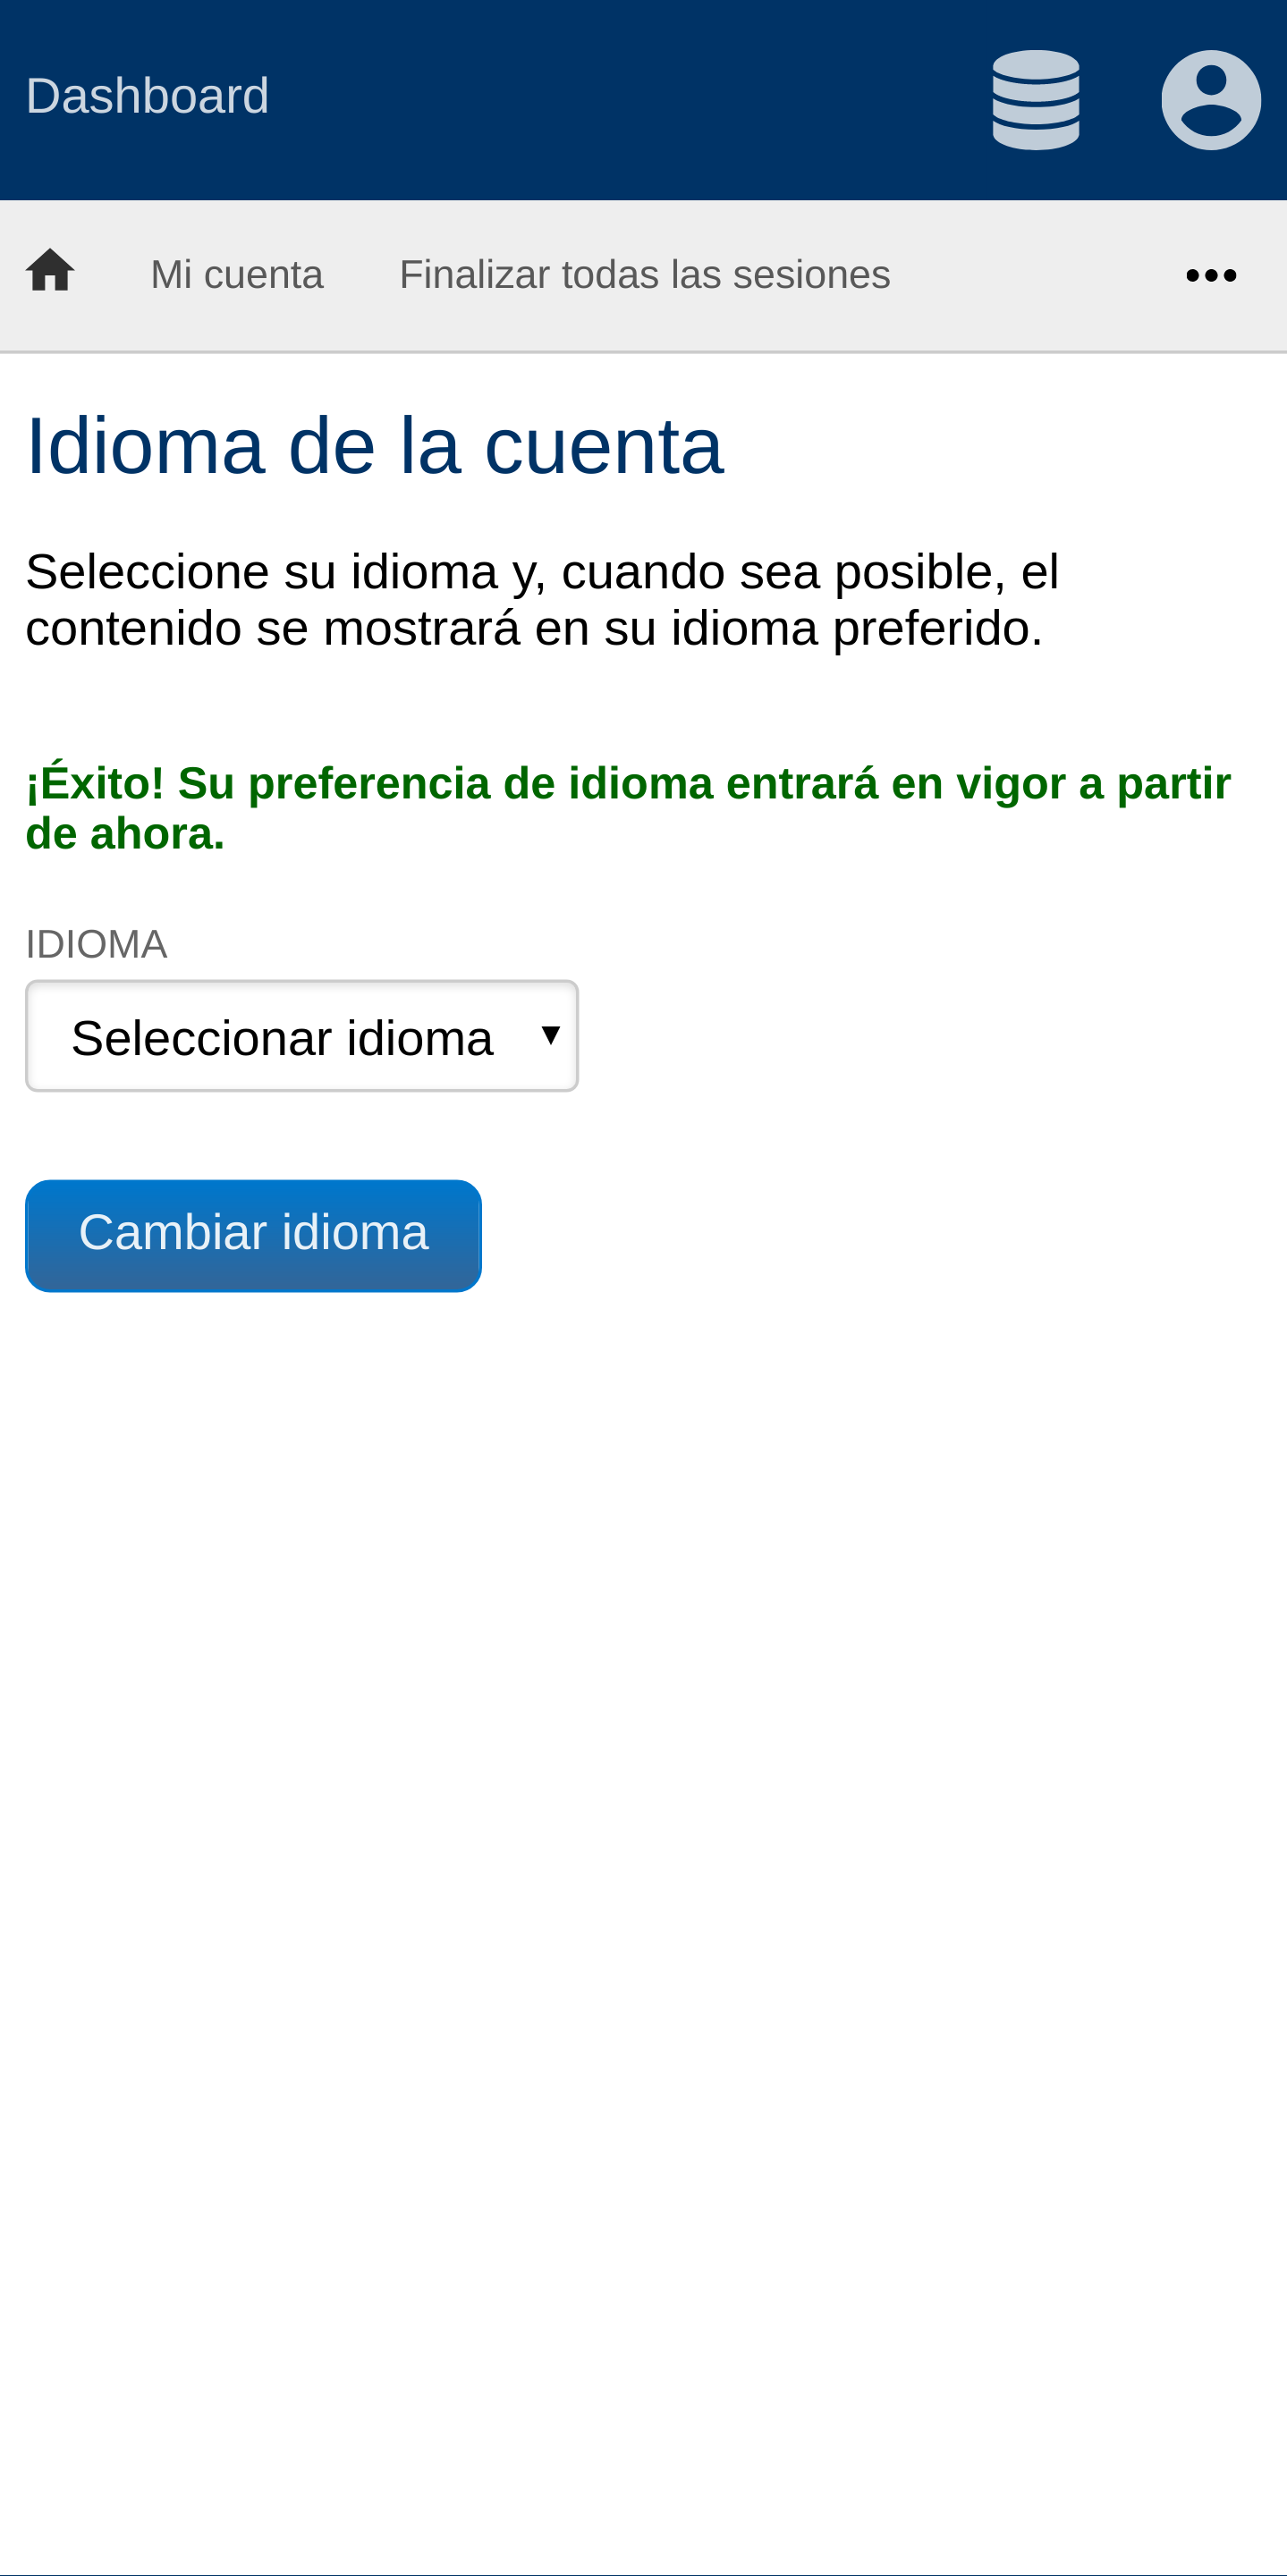 Dashboard
Mi cuenta Finalizar todas las sesiones
Idioma de la cuenta
Seleccione su idioma y, cuando sea posible, el
contenido se mostrará en su idioma preferido.
¡Éxito! Su preferencia de idioma entrará en vigor a partir
de ahora.
IDIOMA
Seleccionar idioma
Cambiar idioma